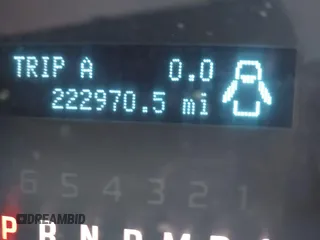 TRIP A 0.0
222970.5 mi
6 5 4 3 2 1
DREAMBID
P R N D M